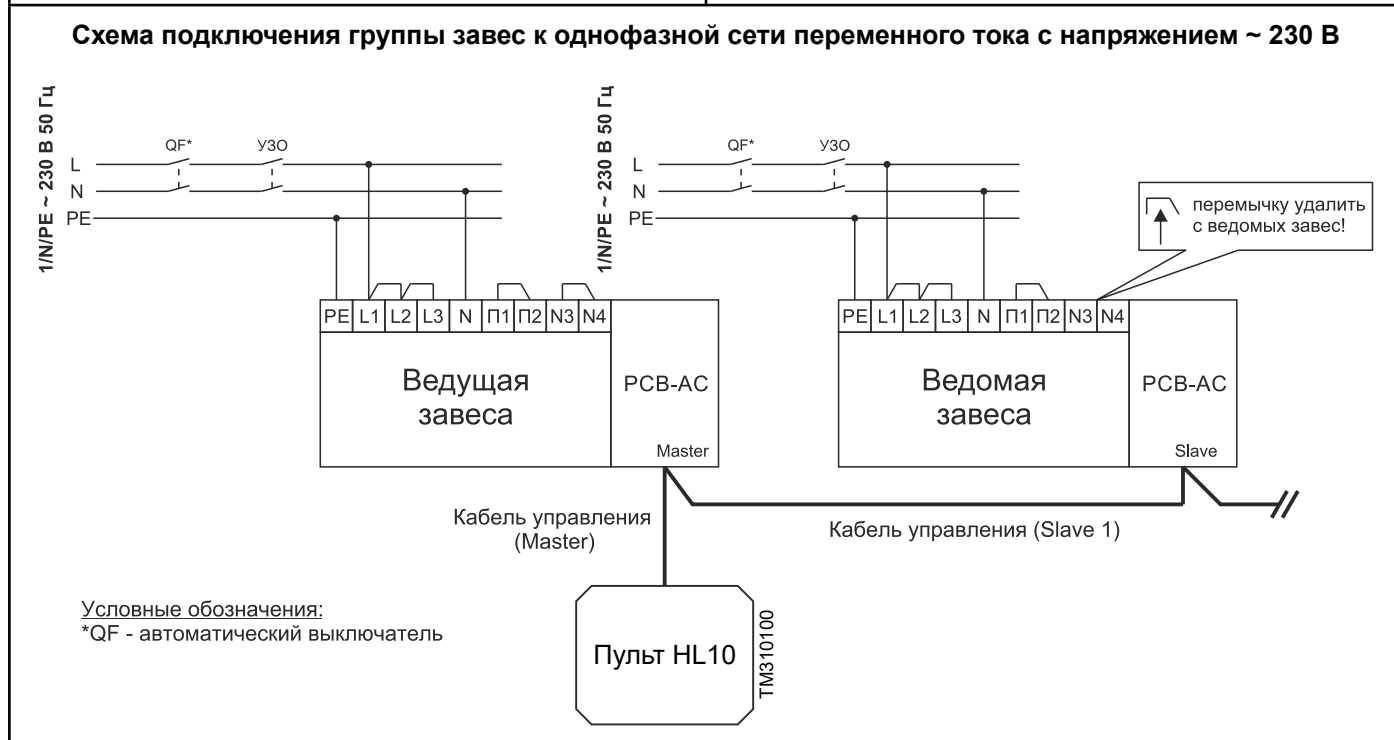 Схема подключения группы завес к однофазной сети переменного тока с напряжением ~ 230 В
1/N/PE ~ 230 В 50 Гц
QF*
УЗО
L
N
PE
PE L1 L2 L3 N П1 П2 N3 N4
Ведущая
завеса
PCB-AC
Master
1/N/PE ~ 230 В 50 Гц
QF*
УЗО
L
N
PE
перемычку удалить
с ведомых завес!
PE L1 L2 L3 N П1 П2 N3 N4
Ведомая
завеса
PCB-AC
Slave
Кабель управления
(Master)
Кабель управления (Slave 1)
Условные обозначения:
*QF - автоматический выключатель
Пульт HL10
TM310100